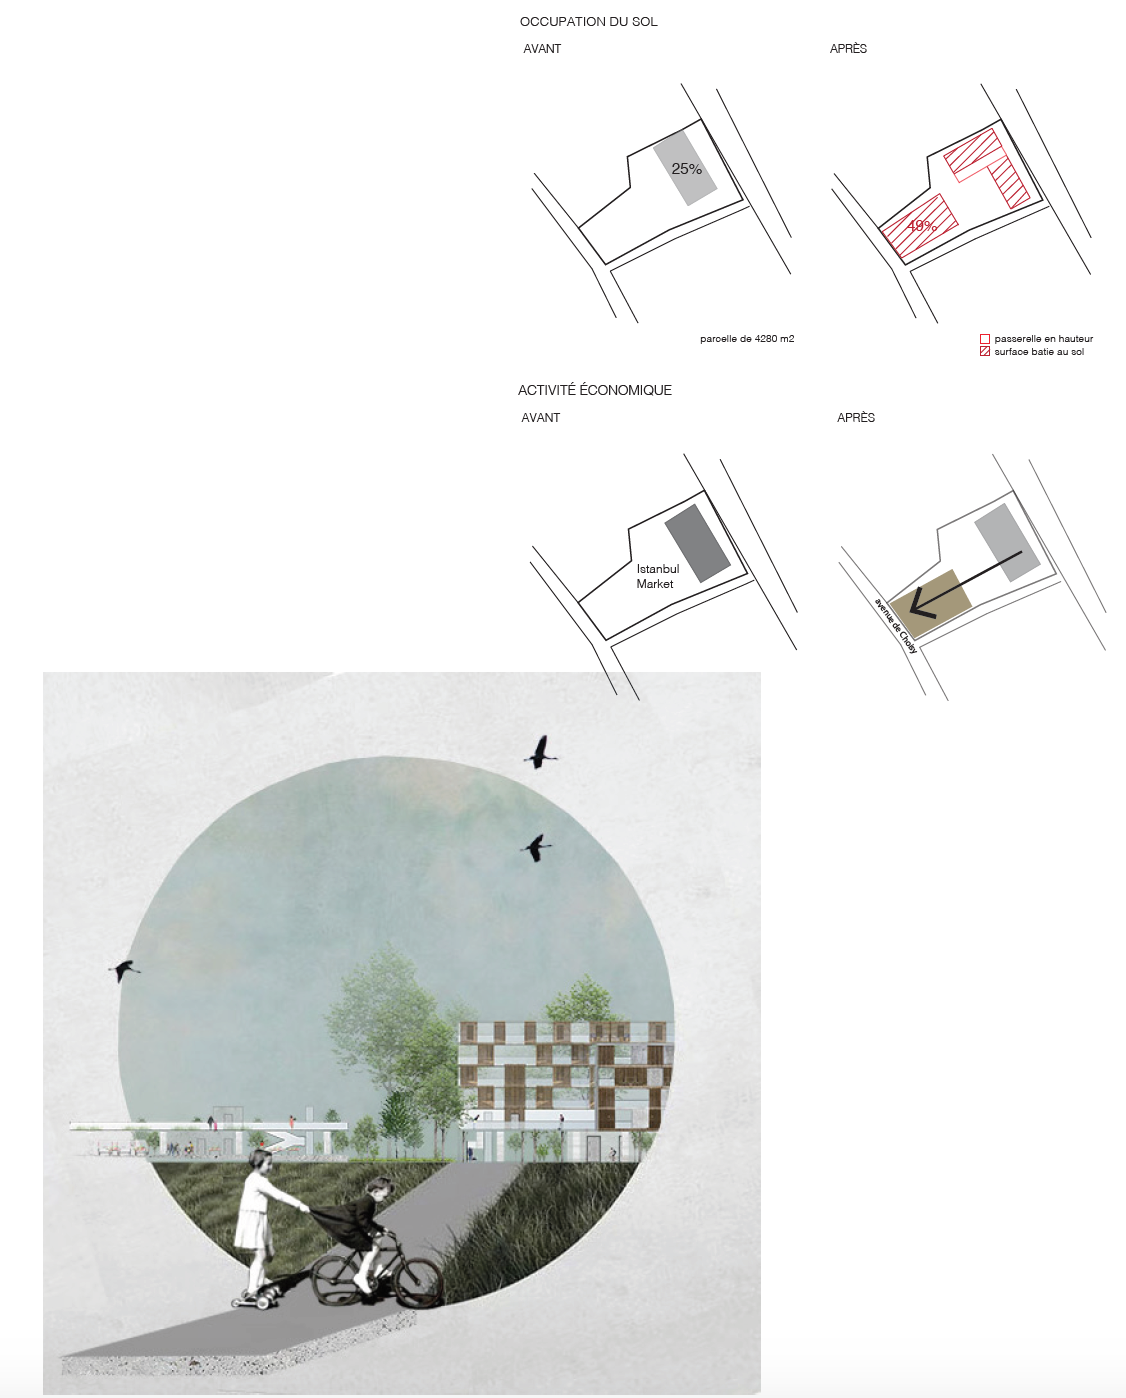 OCCUPATION DU SOL
AVANT
APRÈS
25%
49%
parcelle de 4280 m2
passerelle en hauteur
surface batie au sol
ACTIVITÉ ÉCONOMIQUE
AVANT
APRÈS
Istanbul
Market
avenue de Choisy